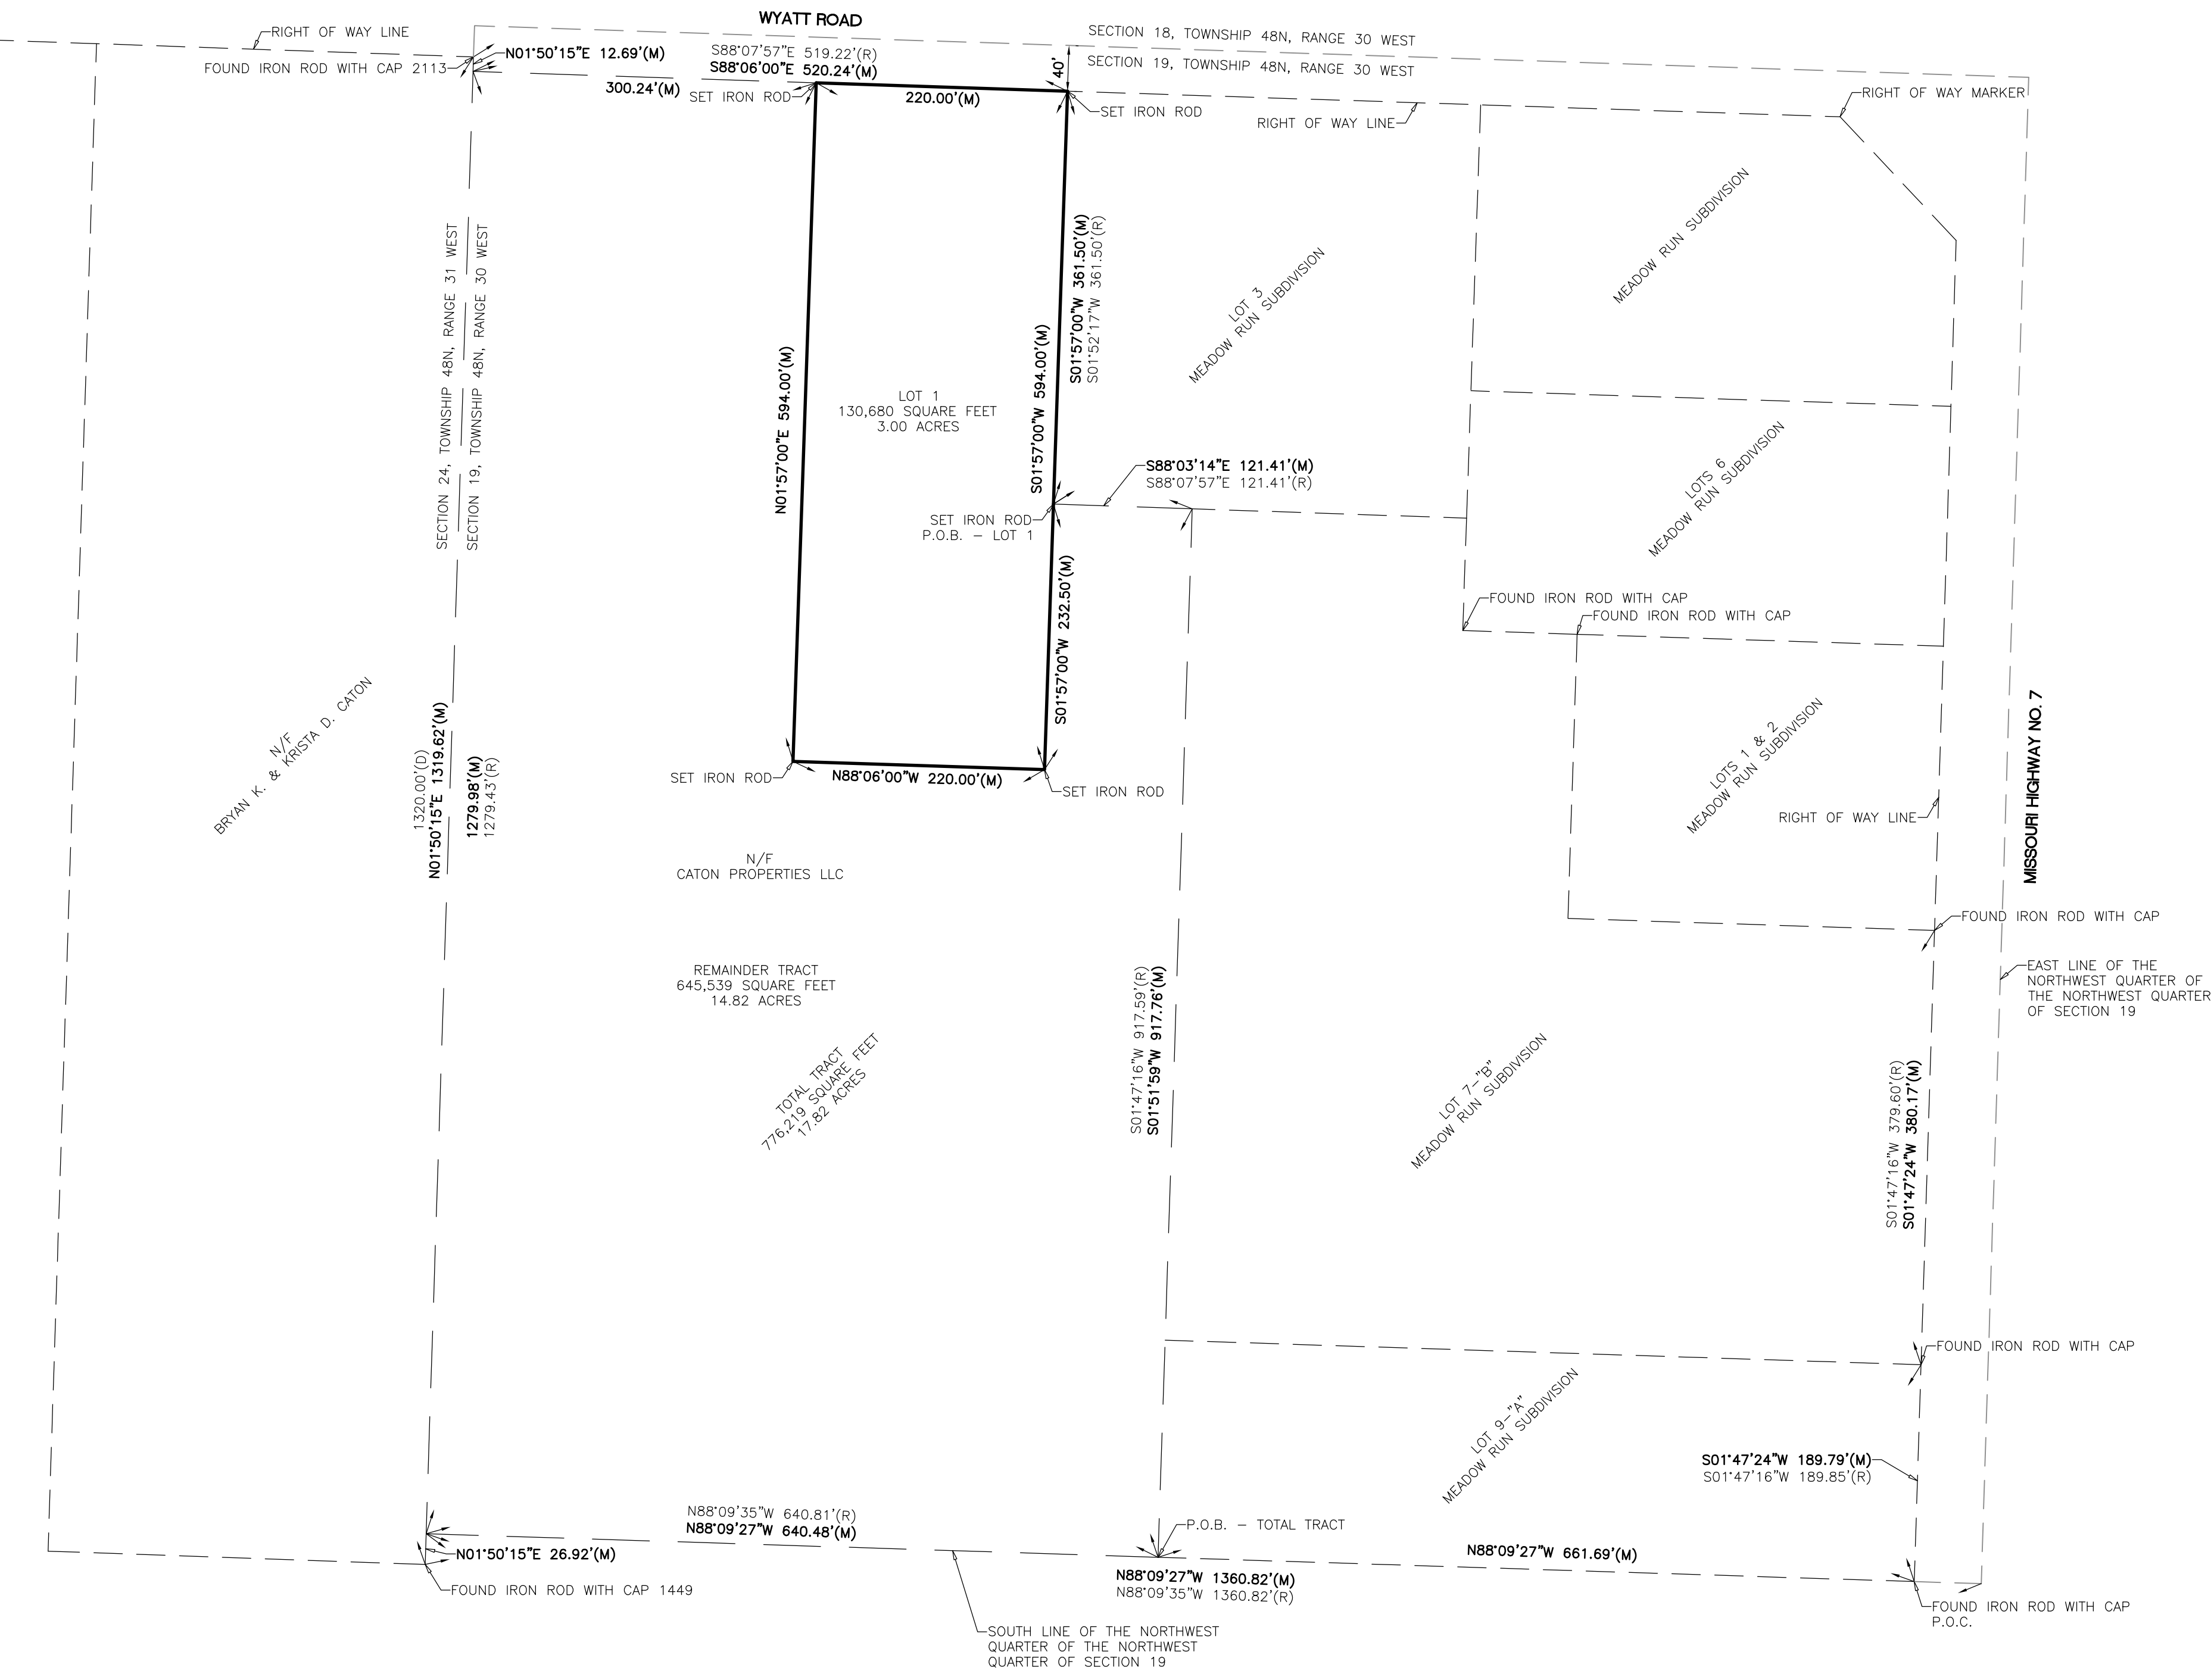 WYATT ROAD
RIGHT OF WAY LINE
FOUND IRON ROD WITH CAP 2113
N01°50'15"E 12.69'(M)
S88°07'57"E 519.22'(R)
S88°06'00"E 520.24'(M)
300.24'(M)
SET IRON ROD
220.00'(M)
40'
SECTION 18, TOWNSHIP 48N, RANGE 30 WEST
SECTION 19, TOWNSHIP 48N, RANGE 30 WEST
SET IRON ROD
RIGHT OF WAY LINE
RIGHT OF WAY MARKER
SECTION 24, TOWNSHIP 48N, RANGE 31 WEST
SECTION 19, TOWNSHIP 48N, RANGE 30 WEST
N01°57'00"E 594.00'(M)
LOT 1
130,680 SQUARE FEET
3.00 ACRES
S01°57'00"W 594.00'(M)
S01°57'00"W 361.50'(M)
S01°52'17"W 361.50'(R)
LOT 3
MEADOW RUN SUBDIVISION
MEADOW RUN SUBDIVISION
S88°03'14"E 121.41'(M)
S88°07'57"E 121.41'(R)
SET IRON ROD
P.O.B. - LOT 1
LOTS 6
MEADOW RUN SUBDIVISION
S01°57'00"W 232.50'(M)
FOUND IRON ROD WITH CAP
FOUND IRON ROD WITH CAP
N/F
BRYAN K. & KRISTA D. CATON
1320.00'(D)
N01°50'15"E 1319.62'(M)
1279.98'(M)
1279.43'(R)
SET IRON ROD
N88°06'00"W 220.00'(M)
SET IRON ROD
LOTS 1 & 2
MEADOW RUN SUBDIVISION
RIGHT OF WAY LINE
MISSOURI HIGHWAY NO. 7
N/F
CATON PROPERTIES LLC
FOUND IRON ROD WITH CAP
REMAINDER TRACT
645,539 SQUARE FEET
14.82 ACRES
EAST LINE OF THE
NORTHWEST QUARTER OF
THE NORTHWEST QUARTER
OF SECTION 19
TOTAL TRACT
776,219 SQUARE FEET
17.82 ACRES
S01°47'16"W 917.59'(R)
S01°51'59"W 917.76'(M)
LOT 7-"B"
MEADOW RUN SUBDIVISION
S01°47'16"W 379.60'(R)
S01°47'24"W 380.17'(M)
FOUND IRON ROD WITH CAP
LOT 9-"A"
MEADOW RUN SUBDIVISION
S01°47'24"W 189.79'(M)
S01°47'16"W 189.85'(R)
N88°09'35"W 640.81'(R)
N88°09'27"W 640.48'(M)
P.O.B. - TOTAL TRACT
N01°50'15"E 26.92'(M)
N88°09'27"W 661.69'(M)
FOUND IRON ROD WITH CAP 1449
N88°09'27"W 1360.82'(M)
N88°09'35"W 1360.82'(R)
FOUND IRON ROD WITH CAP
P.O.C.
SOUTH LINE OF THE NORTHWEST
QUARTER OF THE NORTHWEST
QUARTER OF SECTION 19